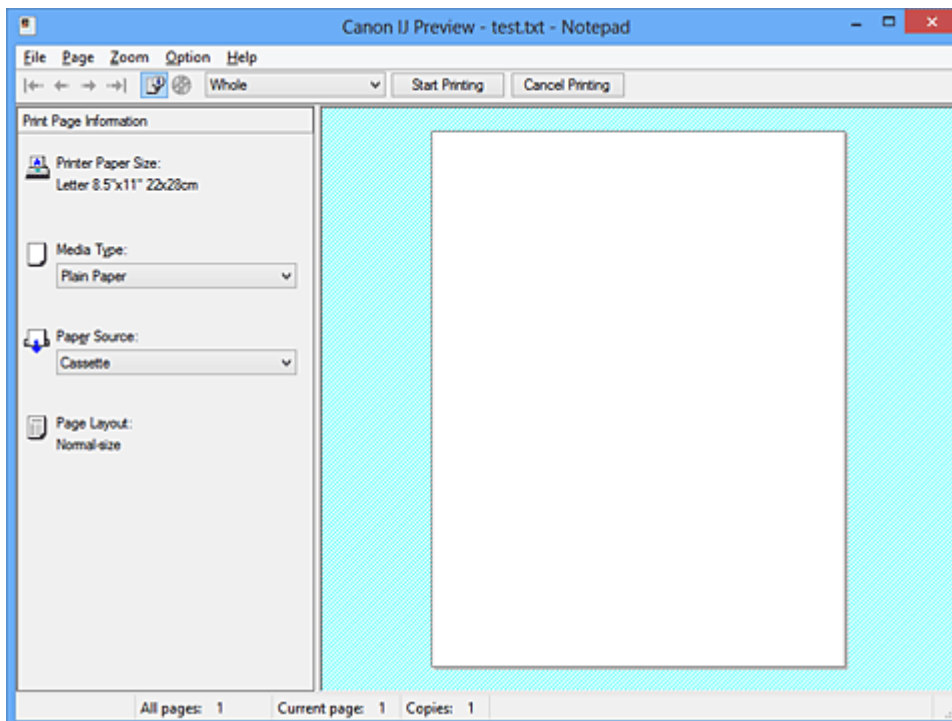 Canon IJ Preview - test.txt - Notepad
File Page Zoom Option Help
Whole Start Printing Cancel Printing
Print Page Information
Printer Paper Size:
Letter 8.5"x11" 22x28cm
Media Type:
Plain Paper
Paper Source:
Cassette
Page Layout:
Normal-size
All pages: 1 Current page: 1 Copies: 1